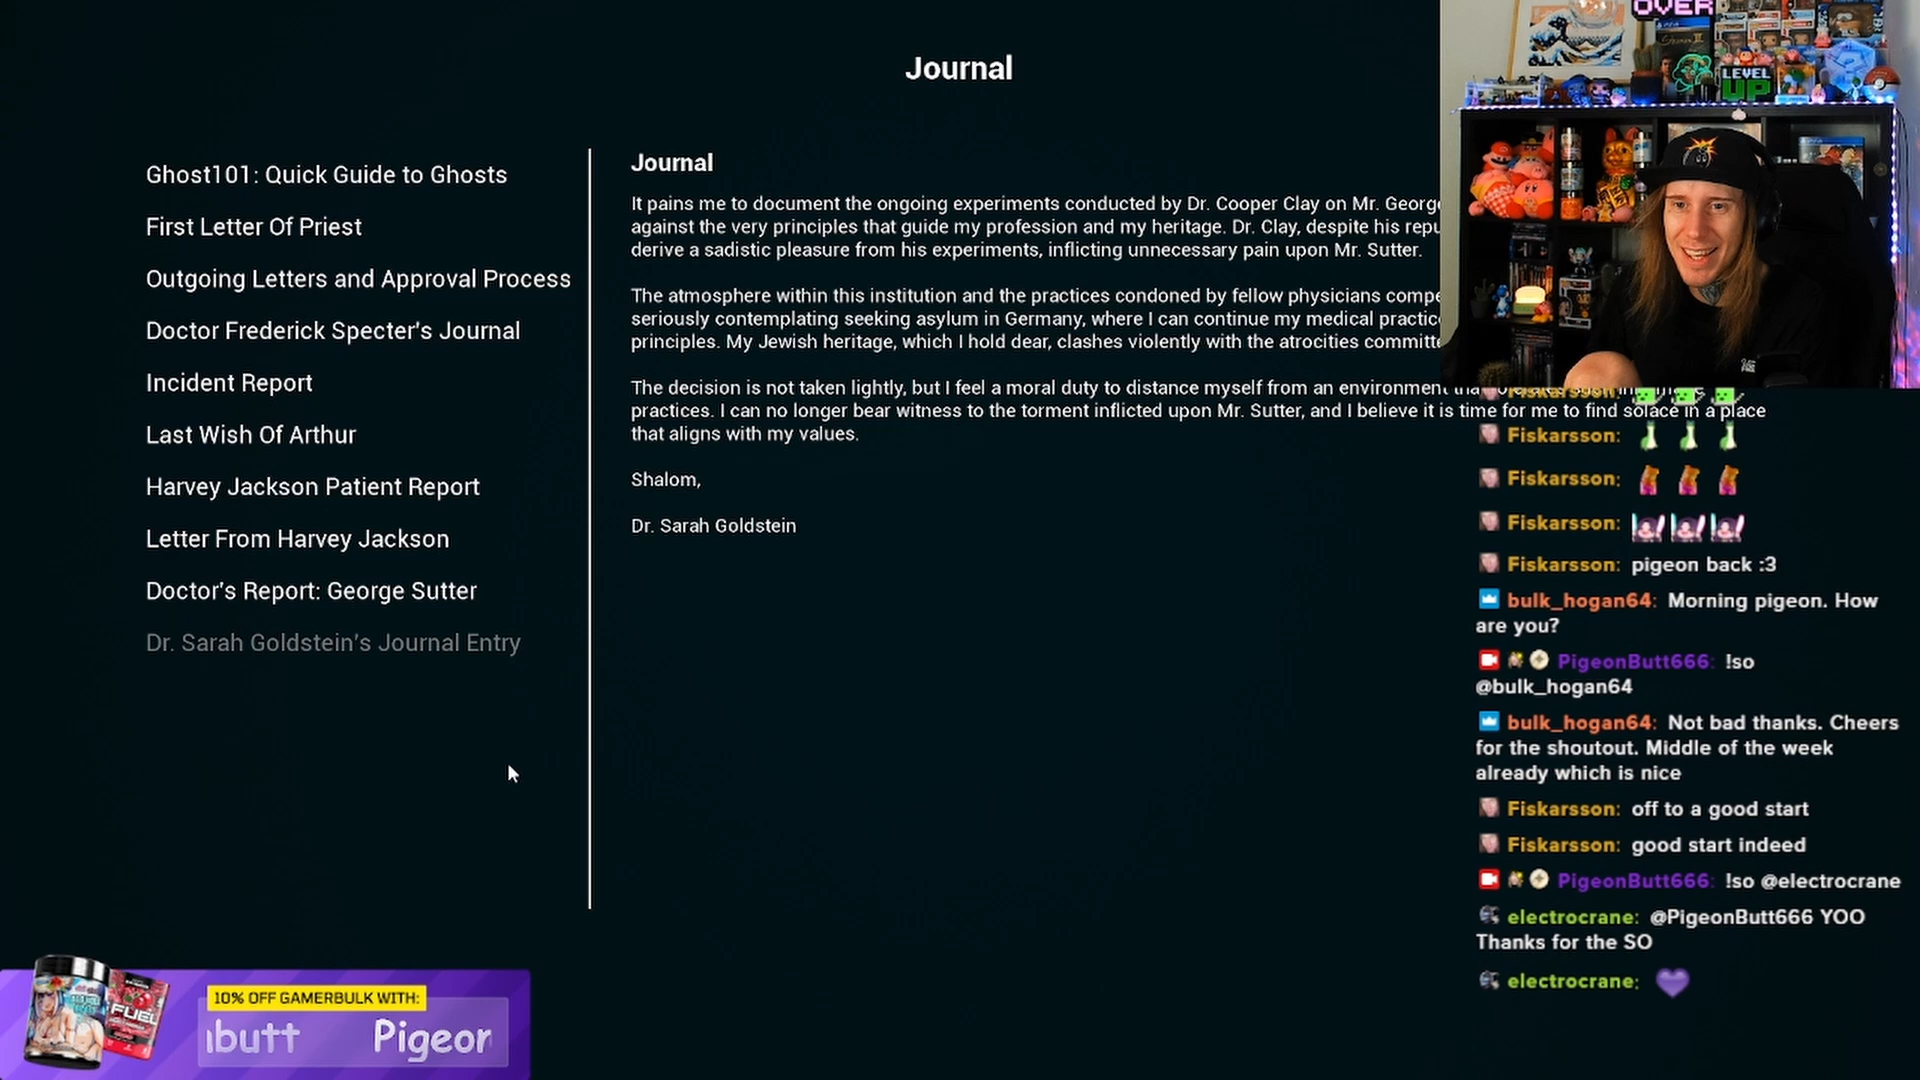 Journal
Ghost101: Quick Guide to Ghosts
First Letter Of Priest
Outgoing Letters and Approval Process
Doctor Frederick Specter's Journal
Incident Report
Last Wish Of Arthur
Harvey Jackson Patient Report
Letter From Harvey Jackson
Doctor's Report: George Sutter
Dr. Sarah Goldstein's Journal Entry
Journal
It pains me to document the ongoing experiments conducted by Dr. Cooper Clay on Mr. George
against the very principles that guide my profession and my heritage. Dr. Clay, despite his
derive a sadistic pleasure from his experiments, inflicting unnecessary pain upon Mr. Sutter.
The atmosphere within this institution and the practices condoned by fellow physicians
seriously contemplating seeking asylum in Germany, where I can continue my medical
principles. My Jewish heritage, which I hold dear, clashes violently with the atrocities
The decision is not taken lightly, but I feel a moral duty to distance myself from an environment
practices. I can no longer bear witness to the torment inflicted upon Mr. Sutter, and I believe it is time for me to find solace in a place
that aligns with my values.
Shalom,
Dr. Sarah Goldstein
OVER
LEVEL
UP
Fiskarsson:
Fiskarsson:
Fiskarsson:
Fiskarsson: pigeon back :3
bulk_hogan64: Morning pigeon. How
are you?
PigeonButt666: !so
@bulk_hogan64
bulk_hogan64: Not bad thanks. Cheers
for the shoutout. Middle of the week
already which is nice
Fiskarsson: off to a good start
Fiskarsson: good start indeed
PigeonButt666: !so @electrocrane
electrocrane: @PigeonButt666 YOO
Thanks for the SO
electrocrane:
10% OFF GAMERBULK WITH:
butt Pigeon
FUEL